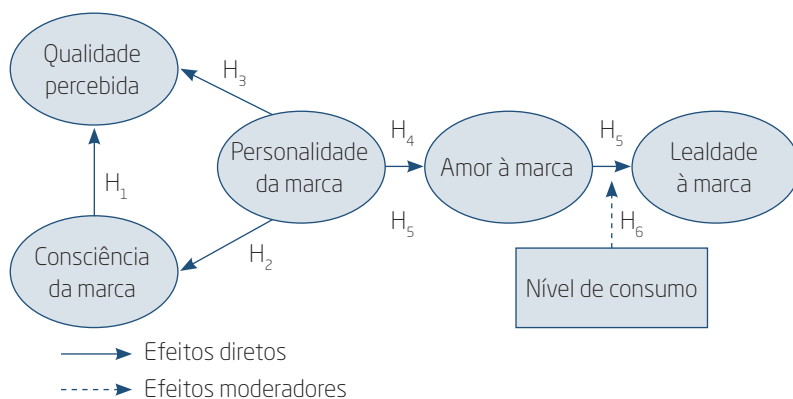 Qualidade
percebida
H₃
H₁
Consciência
da marca
H₂
Personalidade
da marca
H₄
H₅
Amor à marca
H₅
Lealdade
à marca
H₆
Nível de consumo
Efeitos diretos
Efeitos moderadores